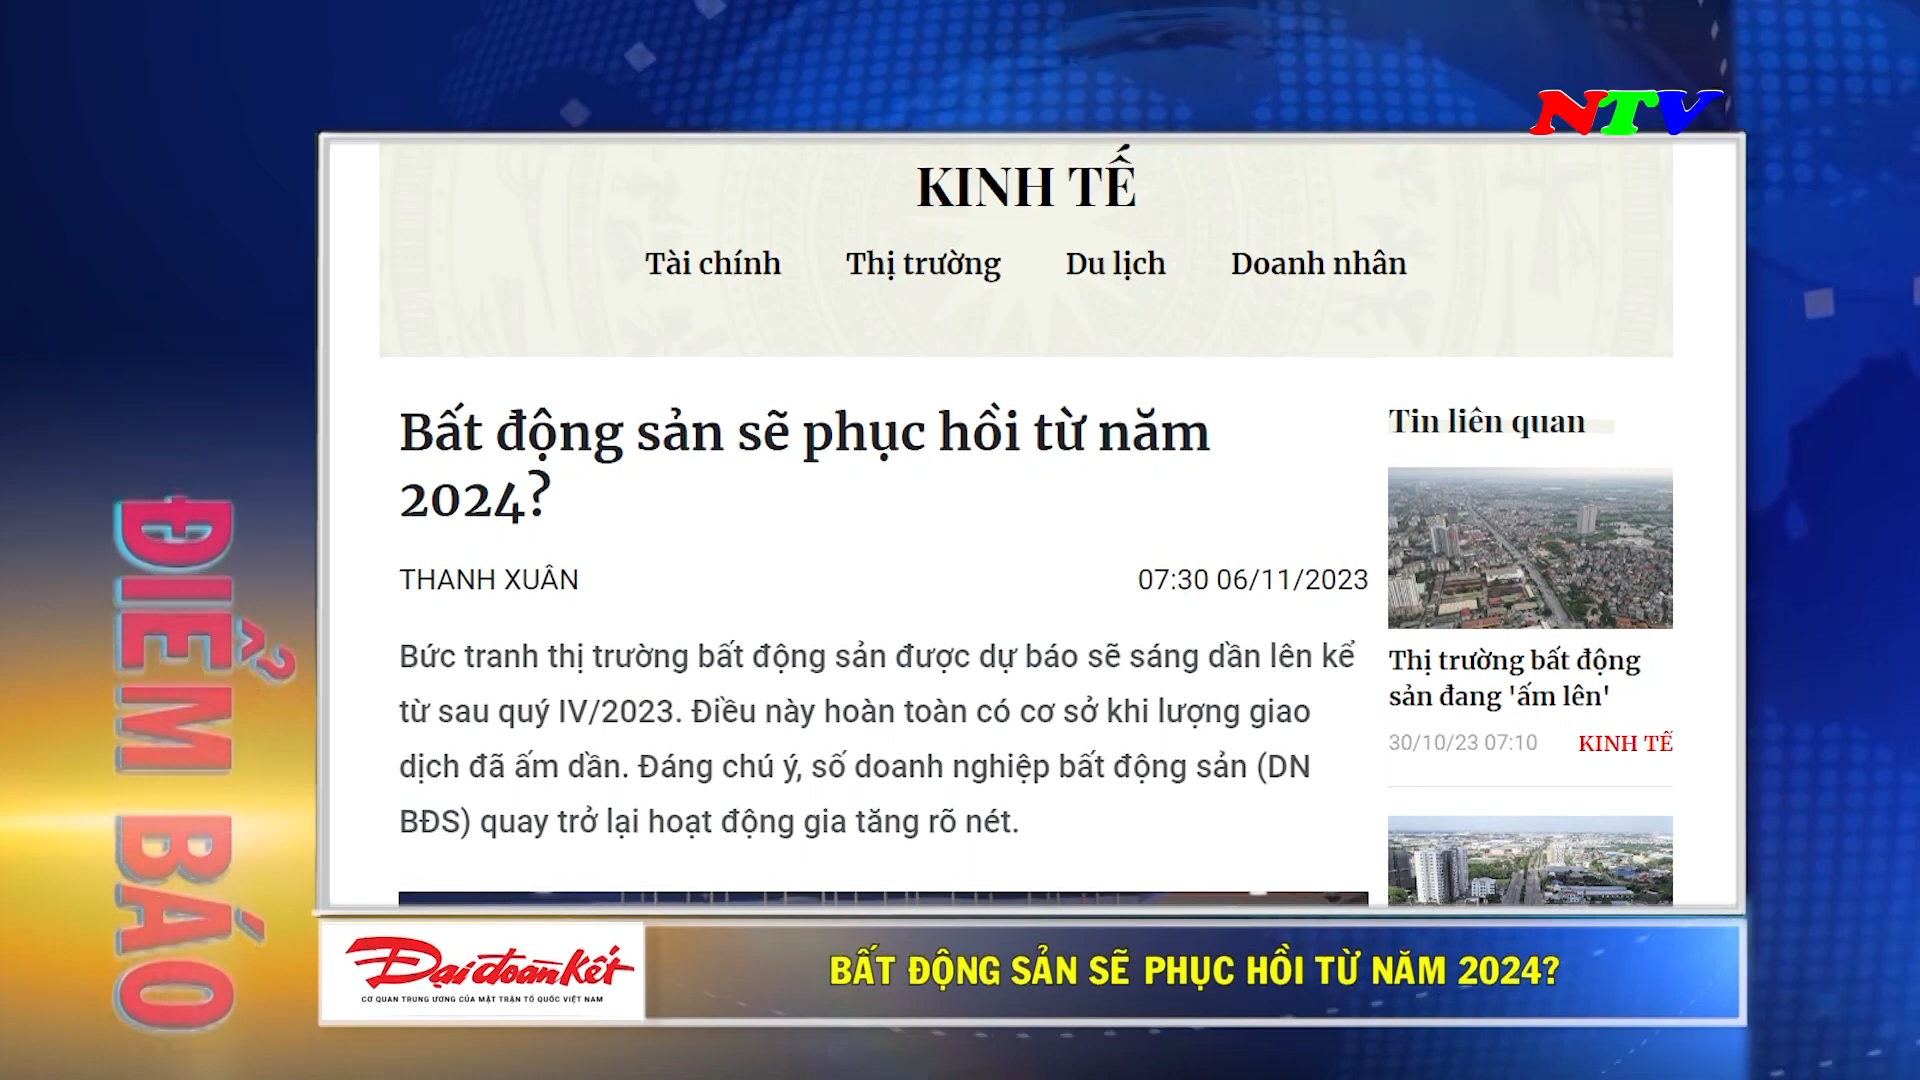 NTV
KINH TẾ
Tài chính Thị trường Du lịch Doanh nhân
Bất động sản sẽ phục hồi từ năm
2024?
THANH XUÂN 07:30 06/11/2023
Bức tranh thị trường bất động sản được dự báo sẽ sáng dần lên kể
từ sau quý IV/2023. Điều này hoàn toàn có cơ sở khi lượng giao
dịch đã ấm dần. Đáng chú ý, số doanh nghiệp bất động sản (DN
BĐS) quay trở lại hoạt động gia tăng rõ nét.
Tin liên quan
Thị trường bất động
sản đang 'ấm lên'
30/10/23 07:10 KINH TẾ
ĐIỂM BÁO
Đại đoàn kết
CƠ QUAN TRUNG ƯƠNG CỦA MẶT TRẬN TỔ QUỐC VIỆT NAM
BẤT ĐỘNG SẢN SẼ PHỤC HỒI TỪ NĂM 2024?